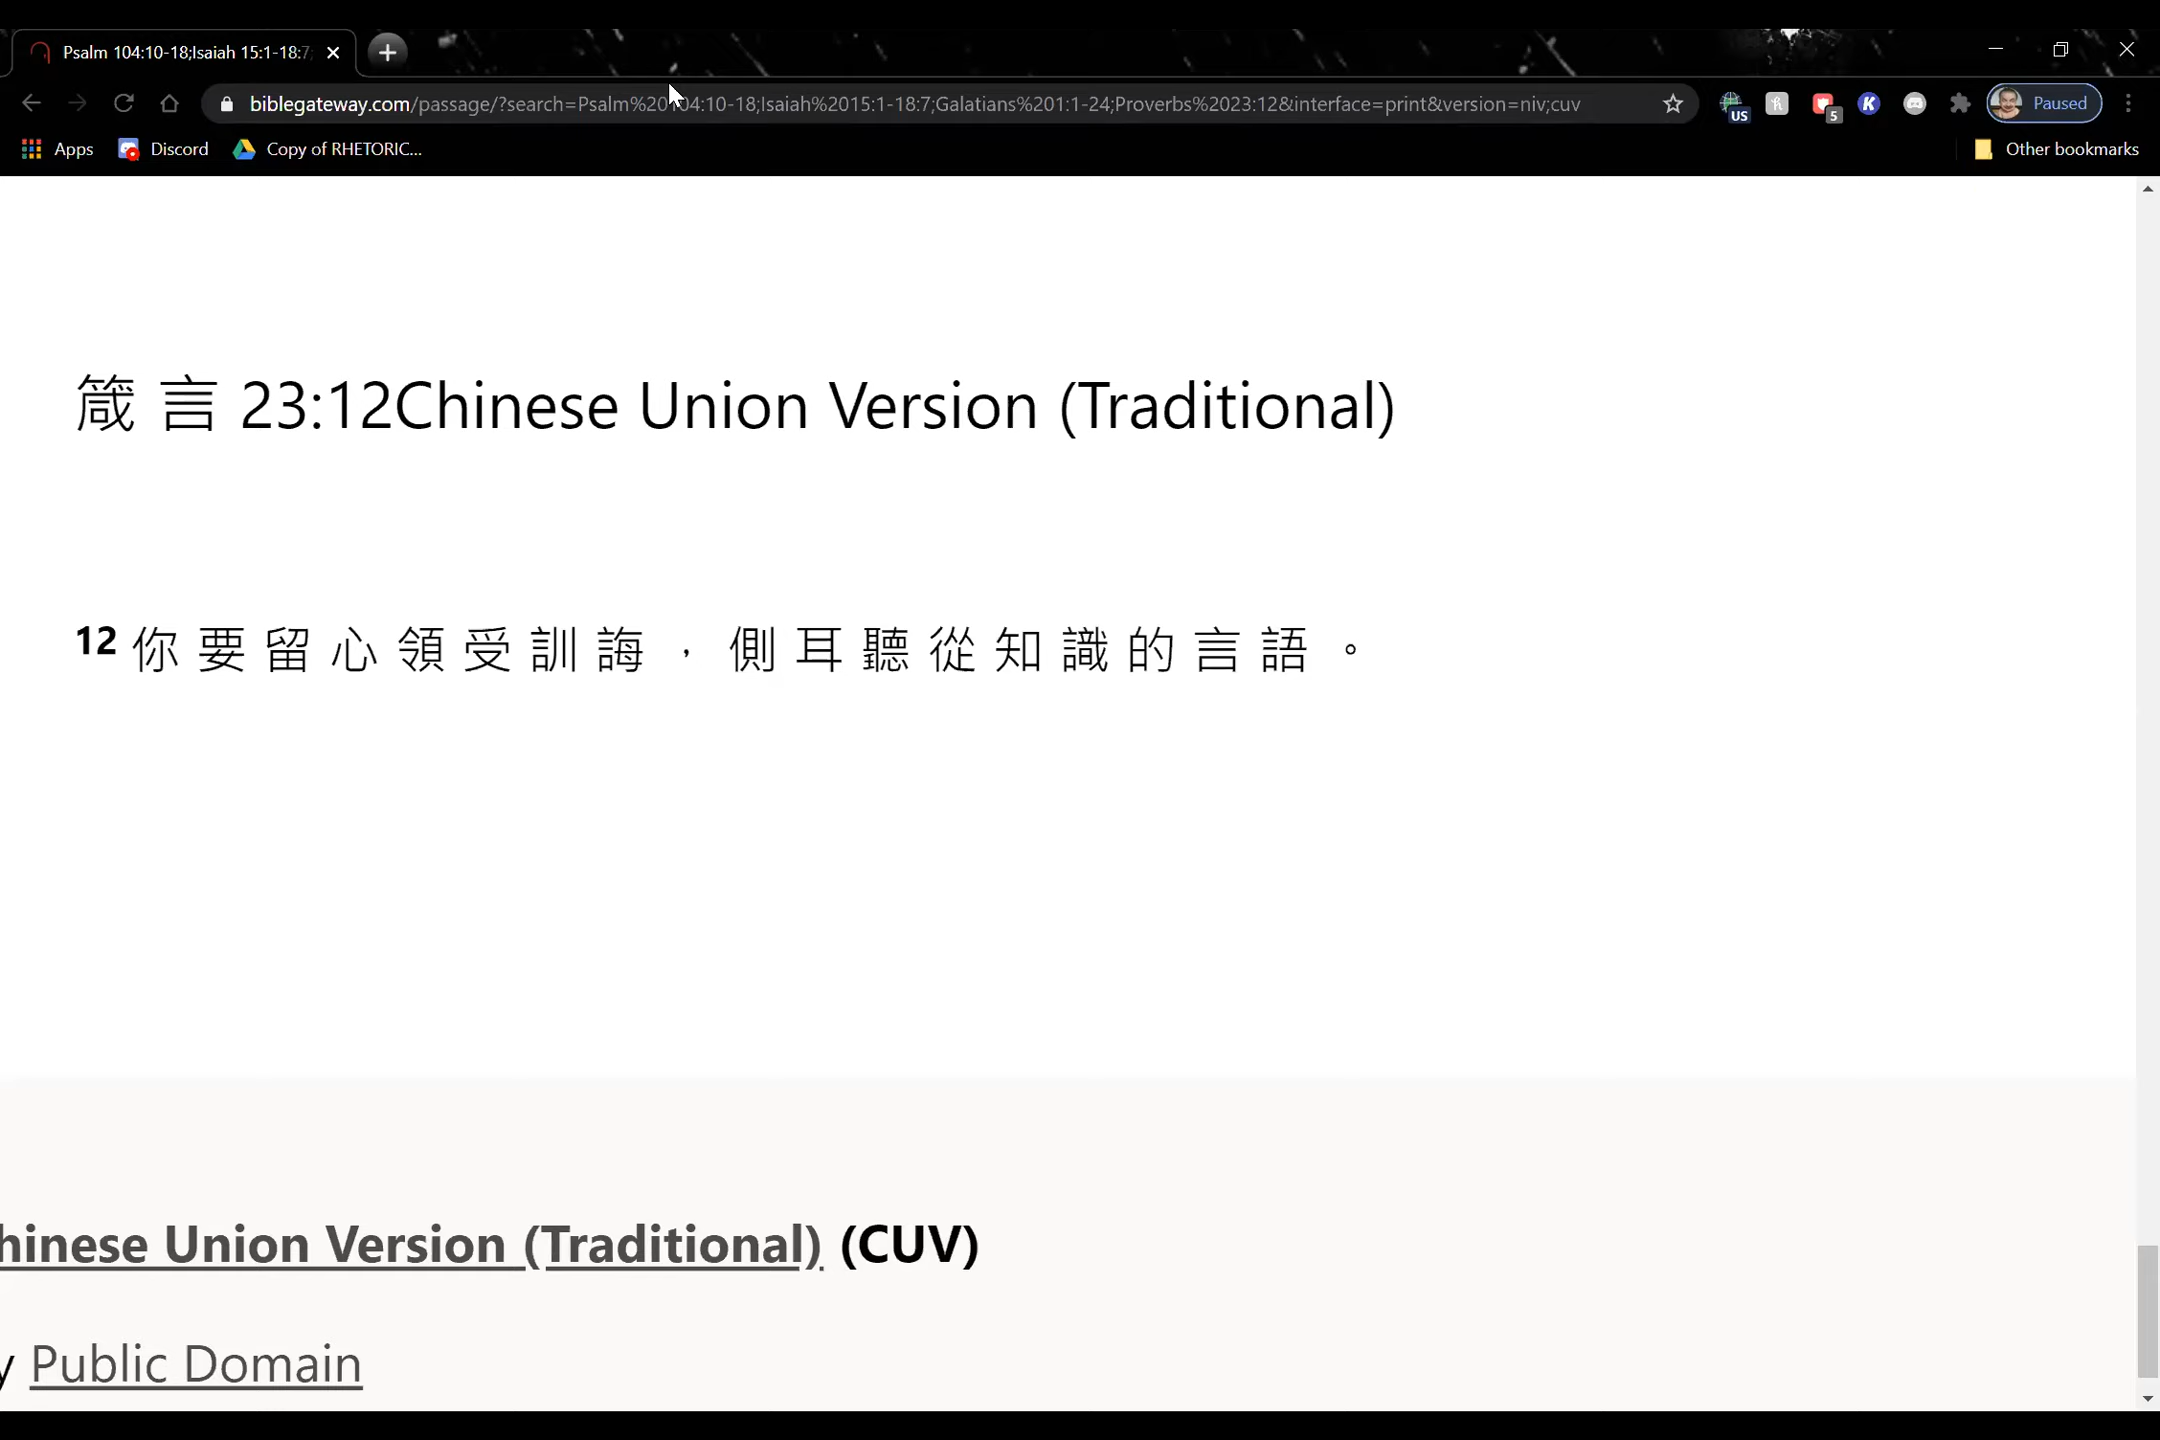 Psalm 104:10-18;Isaiah 15:1-18:7;
biblegateway.com/passage/?search=Psalm%20104:10-18;Isaiah%2015:1-18:7;Galatians%201:1-24;Proverbs%2023:12&interface=print&version=niv;cuv
US
5
K
Paused
Apps
Discord
Copy of RHETORIC...
Other bookmarks
箴 言 23:12Chinese Union Version (Traditional)
12 你 要 留 心 領 受 訓 誨 ， 側 耳 聽 從 知 識 的 言 語 。
hinese Union Version (Traditional) (CUV)
y Public Domain